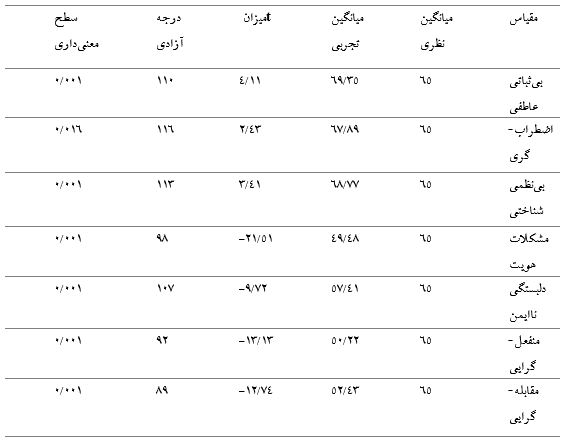 مقیاس میانگین نظری میانگین تجربی میزان t درجه آزادی سطح معنی‌داری
بی‌ثباتی عاطفی ۶۵ ۶۹/۳۵ ۴/۱۱ ۱۱۰ ۰/۰۰۱
اضطراب-گری ۶۵ ۶۷/۸۹ ۲/۴۳ ۱۱۶ ۰/۰۱۶
بی‌نظمی شناختی ۶۵ ۶۸/۷۷ ۳/۴۱ ۱۱۳ ۰/۰۰۱
مشکلات هویت ۶۵ ۴۹/۴۸ -۲۱/۵۱ ۹۸ ۰/۰۰۱
دلبستگی ناایمن ۶۵ ۵۷/۴۱ -۹/۷۲ ۱۰۷ ۰/۰۰۱
منفعل-گرایی ۶۵ ۵۰/۲۲ -۱۳/۱۳ ۹۲ ۰/۰۰۱
مقابله-گرایی ۶۵ ۵۲/۴۳ -۱۲/۷۴ ۸۹ ۰/۰۰۱